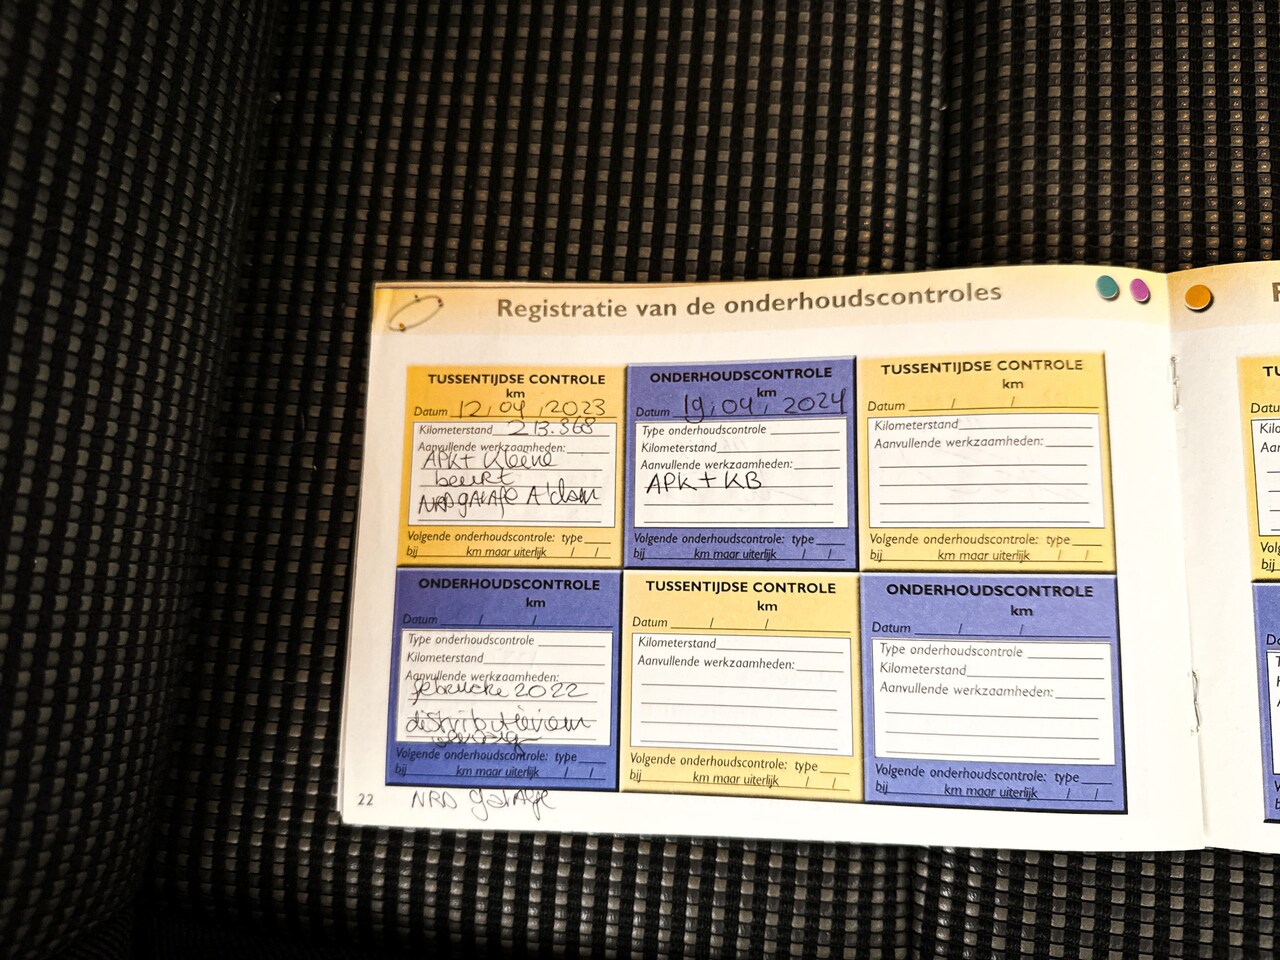 Registratie van de onderhoudscontroles
TUSSENTIJDSE CONTROLE
km
Datum 12/04/2023
Kilometerstand 213.868
Aanvullende werkzaamheden:
APK + Kleine
beurt
NRD garage A'dam
Volgende onderhoudscontrole: type
bij km maar uiterlijk / /
ONDERHOUDSCONTROLE
km
Datum 19/04/2024
Type onderhoudscontrole
Kilometerstand
Aanvullende werkzaamheden:
APK + KB
Volgende onderhoudscontrole: type
bij km maar uiterlijk / /
TUSSENTIJDSE CONTROLE
km
Datum / /
Kilometerstand
Aanvullende werkzaamheden:
Volgende onderhoudscontrole: type
bij km maar uiterlijk / /
ONDERHOUDSCONTROLE
km
Datum / /
Type onderhoudscontrole
Kilometerstand
Aanvullende werkzaamheden:
2022
distributieriem
Volgende onderhoudscontrole: type
bij km maar uiterlijk / /
TUSSENTIJDSE CONTROLE
km
Datum / /
Kilometerstand
Aanvullende werkzaamheden:
Volgende onderhoudscontrole: type
bij km maar uiterlijk / /
ONDERHOUDSCONTROLE
km
Datum / /
Type onderhoudscontrole
Kilometerstand
Aanvullende werkzaamheden:
Volgende onderhoudscontrole: type
bij km maar uiterlijk / /
22
NRD garage